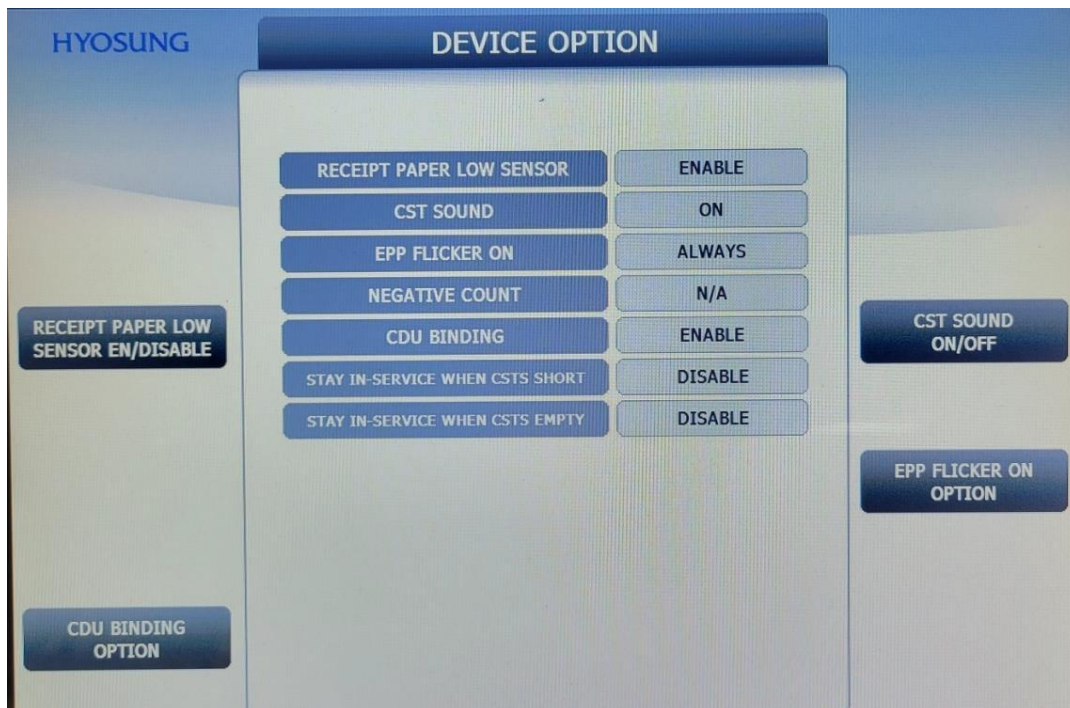 HYOSUNG
DEVICE OPTION
RECEIPT PAPER LOW SENSOR ENABLE
CST SOUND ON
EPP FLICKER ON ALWAYS
NEGATIVE COUNT N/A
CDU BINDING ENABLE
STAY IN-SERVICE WHEN CSTS SHORT DISABLE
STAY IN-SERVICE WHEN CSTS EMPTY DISABLE
RECEIPT PAPER LOW
SENSOR EN/DISABLE
CST SOUND
ON/OFF
EPP FLICKER ON
OPTION
CDU BINDING
OPTION